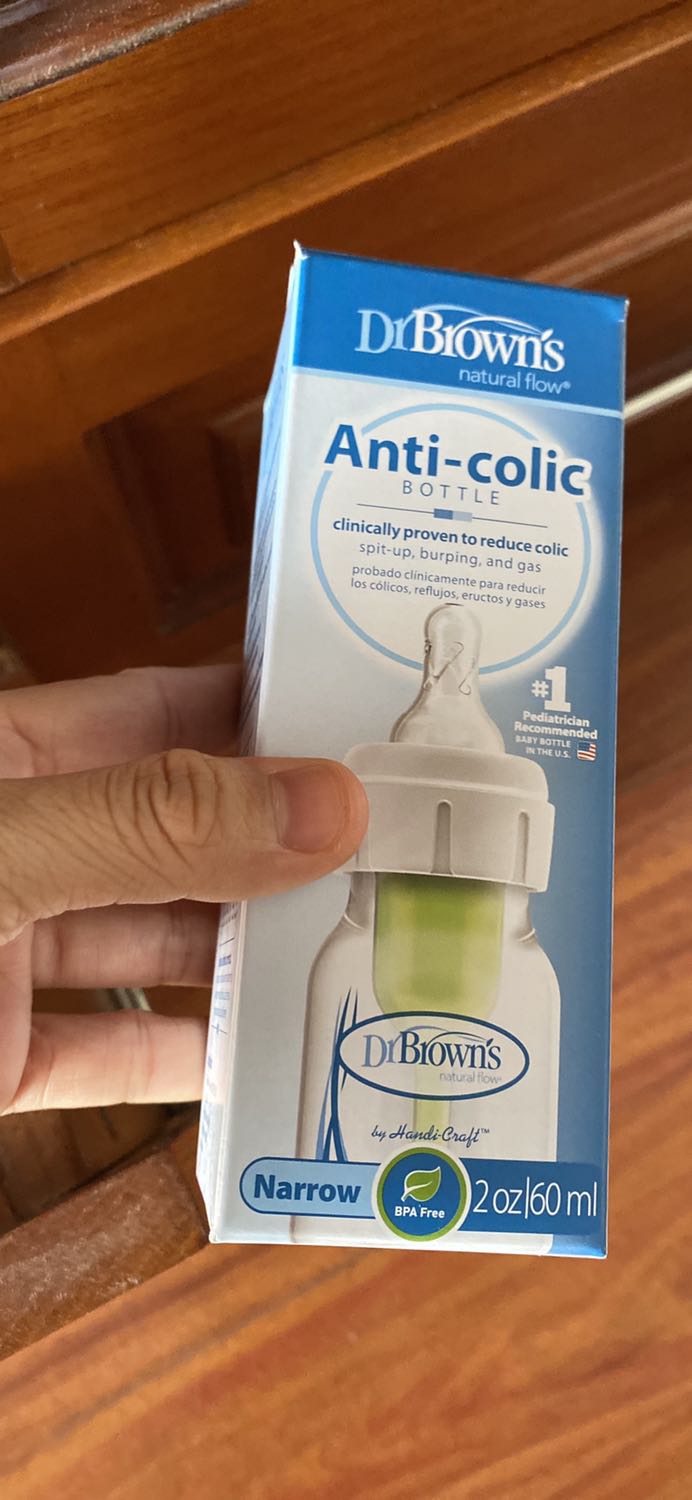 DrBrown's
natural flow®
Anti-colic
BOTTLE
clinically proven to reduce colic
spit-up, burping, and gas
probado clínicamente para reducir
los cólicos, reflujos, eructos y gases
#1
Pediatrician
Recommended
BABY BOTTLE
IN THE U.S.
DrBrown's
natural flow®
by Handi-Craft™
Narrow
BPA Free
2 oz|60 ml